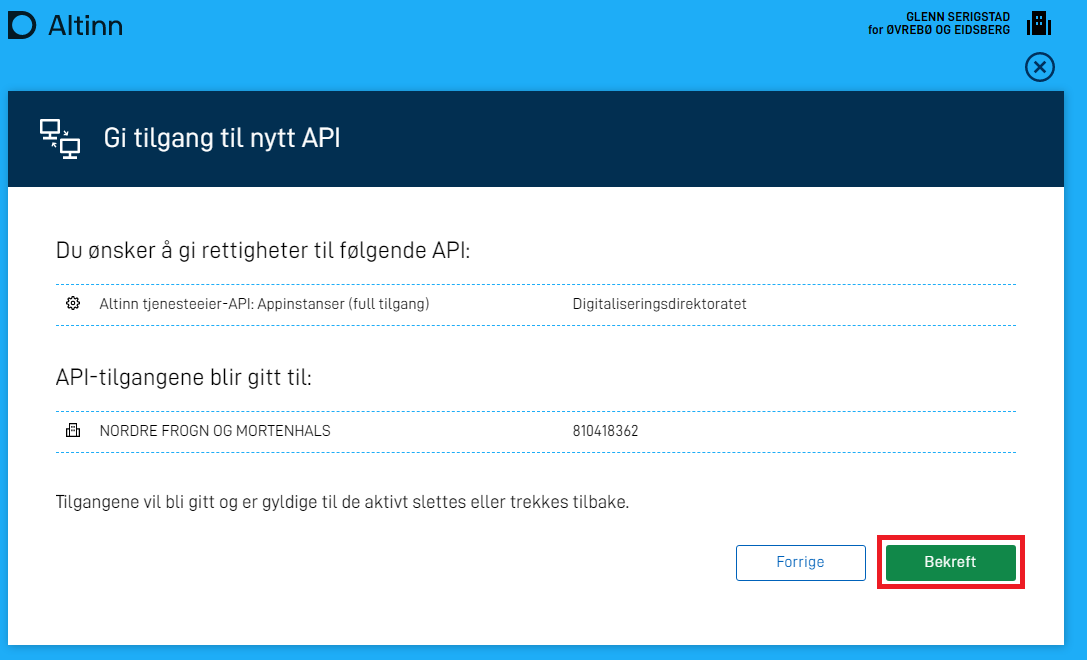 Altinn
GLENN SERIGSTAD
for ØVREBØ OG EIDSBERG
Gi tilgang til nytt API
Du ønsker å gi rettigheter til følgende API:
Altinn tjenesteeier-API: Appinstanser (full tilgang) Digitaliseringsdirektoratet
API-tilgangene blir gitt til:
NORDRE FROGN OG MORTENHALS 810418362
Tilgangene vil bli gitt og er gyldige til de aktivt slettes eller trekkes tilbake.
Forrige Bekreft